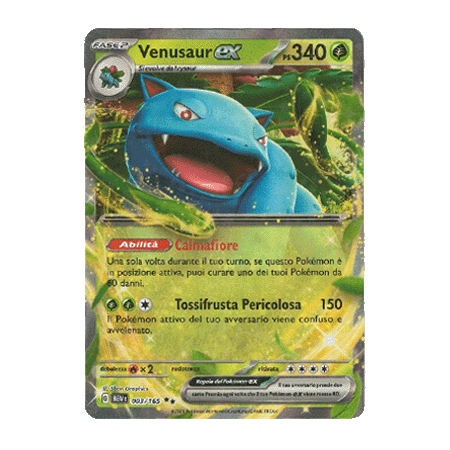 FASE 2
Venusaur ex PS 340
Si evolve da Ivysaur
Abilità Calmafiore
Una sola volta durante il tuo turno, se questo Pokémon è
in posizione attiva, puoi curare uno dei tuoi Pokémon da
60 danni.
Tossifrusta Pericolosa 150
Il Pokémon attivo del tuo avversario viene confuso e
avvelenato.
debolezza ×2 resistenza ritirata
Regola dei Pokémon-ex
003/165